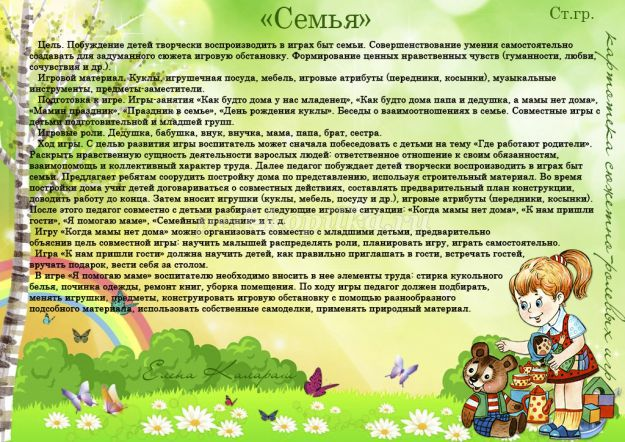 «Семья»
Ст.гр.
Цель. Побуждение детей творчески воспроизводить в играх быт семьи. Совершенствование умения самостоятельно
создавать для задуманного сюжета игровую обстановку. Формирование ценных нравственных чувств (гуманности, любви,
сочувствия и др.).
Игровой материал. Куклы, игрушечная посуда, мебель, игровые атрибуты (передники, косынки), музыкальные
инструменты, предметы-заместители.
Подготовка к игре. Игры-занятия «Как будто дома у нас младенец», «Как будто дома папа и дедушка, а мамы нет дома»,
«Мамин праздник», «Праздник в семье», «День рождения куклы». Беседы о взаимоотношениях в семье. Совместные игры с
детьми подготовительной и младшей групп.
Игровые роли. Дедушка, бабушка, внук, внучка, мама, папа, брат, сестра.
Ход игры. С целью развития игры воспитатель может сначала побеседовать с детьми на тему «Где работают родители».
Раскрыть нравственную сущность деятельности взрослых людей: ответственное отношение к своим обязанностям,
взаимопомощь и коллективный характер труда. Далее педагог побуждает детей творчески воспроизводить в играх быт
семьи. Предлагает ребятам соорудить постройку дома по представлению, используя строительный материал. Во время
постройки дома учит детей договариваться о совместных действиях, составлять предварительный план конструкции,
доводить работу до конца. Затем вносит игрушки (куклы, мебель, посуду и др.), игровые атрибуты (передники, косынки).
После этого педагог совместно с детьми разбирает следующие игровые ситуации: «Когда мамы нет дома», «К нам пришли
гости», «Я помогаю маме», «Семейный праздник» и т. д.
Игру «Когда мамы нет дома» можно организовать совместно с младшими детьми, предварительно
объяснив цель совместной игры: научить малышей распределять роли, планировать игру, играть самостоятельно.
Игра «К нам пришли гости» должна научить детей, как правильно приглашать в гости, встречать гостей,
вручать подарок, вести себя за столом.
В игре «Я помогаю маме» воспитателю необходимо вносить в нее элементы труда: стирка кукольного
белья, починка одежды, ремонт книг, уборка помещения. По ходу игры педагог должен подбирать,
менять игрушки, предметы, конструировать игровую обстановку с помощью разнообразного
подсобного материала, использовать собственные самоделки, применять природный материал.
картотека сюжетно-ролевых игр
Елена